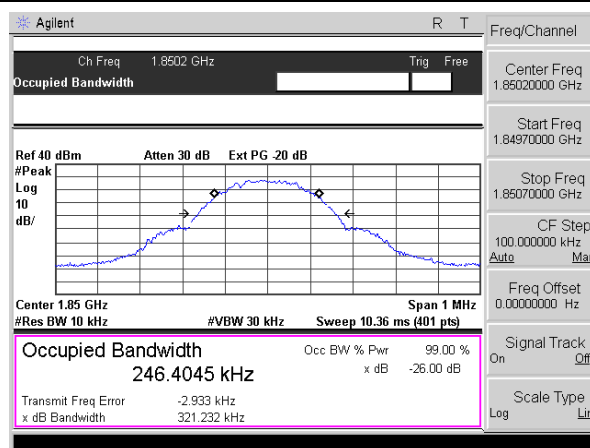 Agilent R T
Freq/Channel
Ch Freq 1.8502 GHz Trig Free
Occupied Bandwidth
Center Freq
1.85020000 GHz
Start Freq
1.84970000 GHz
Stop Freq
1.85070000 GHz
CF Step
100.000000 kHz
Auto Ma
Freq Offset
0.00000000 Hz
Signal Track
On Off
Scale Type
Log Lin
Ref 40 dBm Atten 30 dB Ext PG -20 dB
#Peak
Log
10
dB/
Center 1.85 GHz Span 1 MHz
#Res BW 10 kHz #VBW 30 kHz Sweep 10.36 ms (401 pts)
Occupied Bandwidth Occ BW % Pwr 99.00 %
246.4045 kHz x dB -26.00 dB
Transmit Freq Error -2.933 kHz
x dB Bandwidth 321.232 kHz